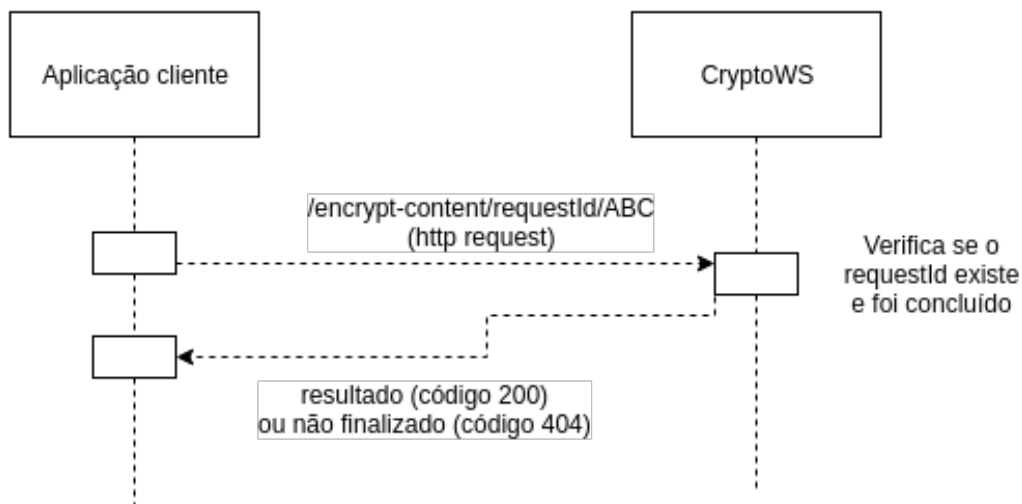 Aplicação cliente
CryptoWS
/encrypt-content/requestId/ABC
(http request)
Verifica se o
requestId existe
e foi concluído
resultado (código 200)
ou não finalizado (código 404)